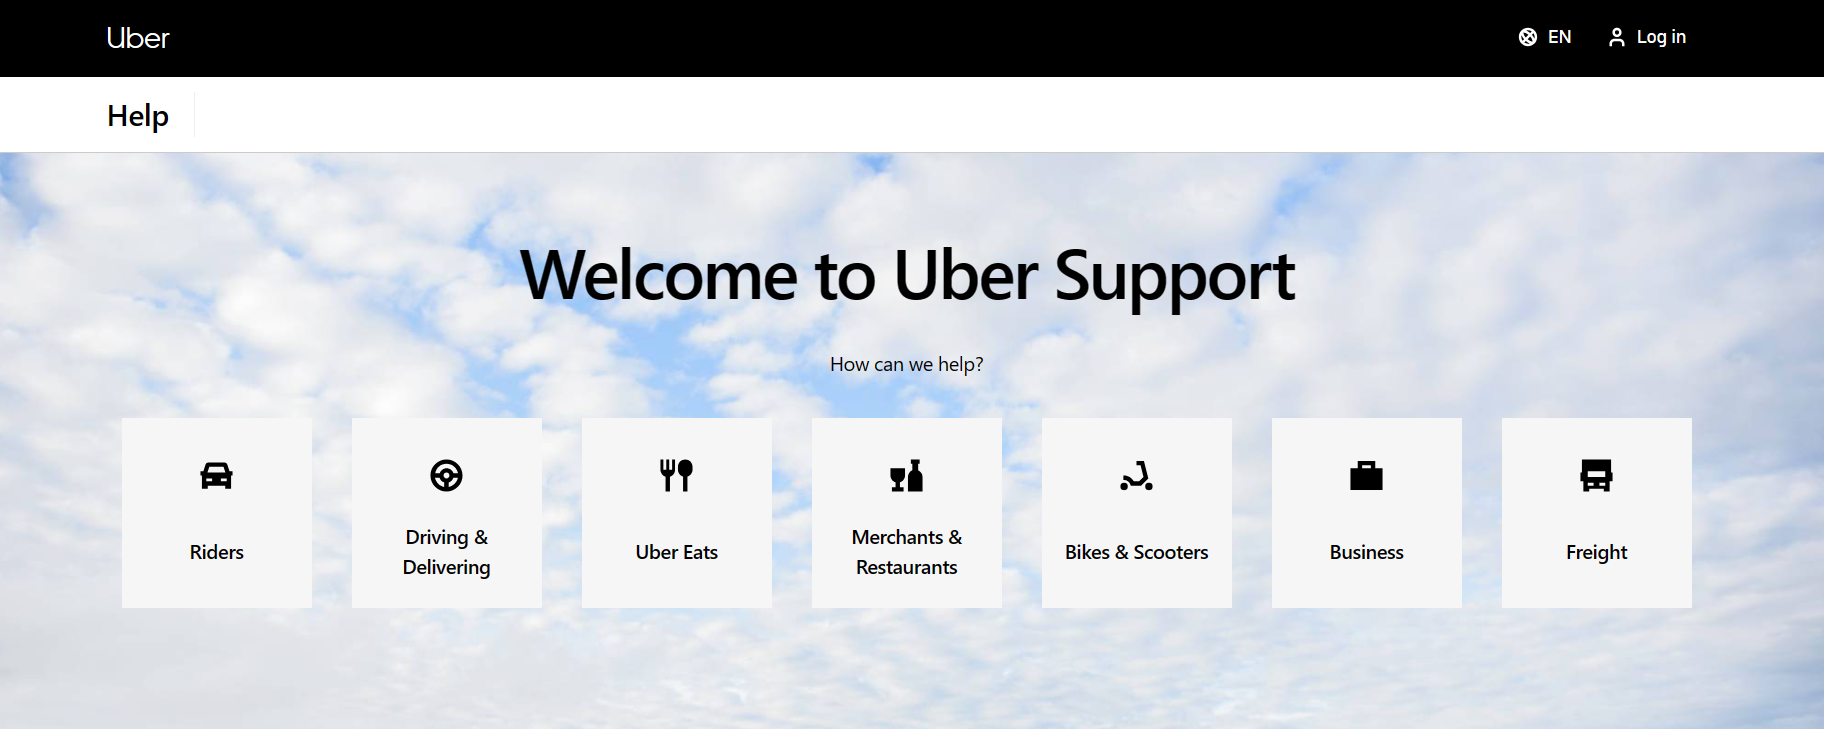 Uber
EN
Log in
Help
Welcome to Uber Support
How can we help?
Riders
Driving &
Delivering
Uber Eats
Merchants &
Restaurants
Bikes & Scooters
Business
Freight